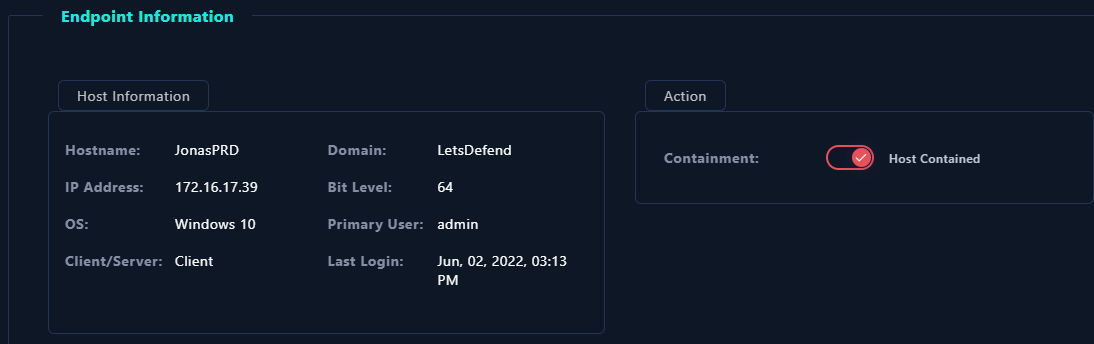 Endpoint Information
Host Information
Hostname: JonasPRD Domain: LetsDefend
IP Address: 172.16.17.39 Bit Level: 64
OS: Windows 10 Primary User: admin
Client/Server: Client Last Login: Jun, 02, 2022, 03:13
PM
Action
Containment: Host Contained